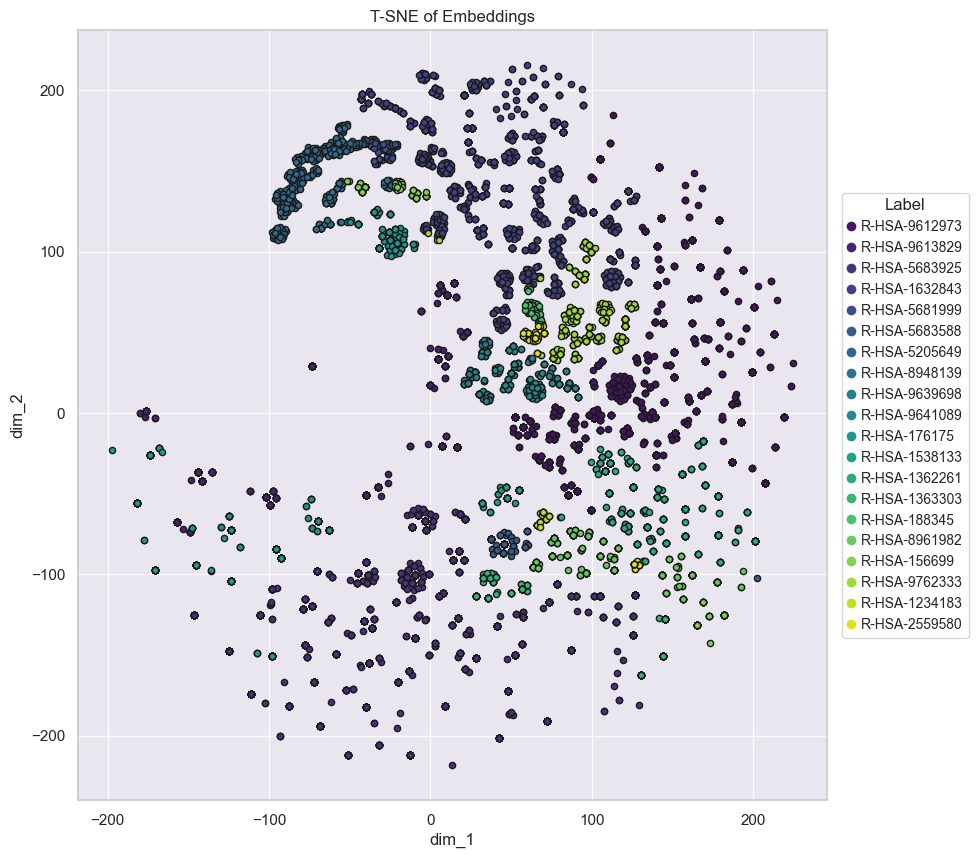 T-SNE of Embeddings
200
100
0
−100
−200
dim_2
−200
−100
0
100
200
dim_1
Label
R-HSA-9612973
R-HSA-9613829
R-HSA-5683925
R-HSA-1632843
R-HSA-5681999
R-HSA-5683588
R-HSA-5205649
R-HSA-8948139
R-HSA-9639698
R-HSA-9641089
R-HSA-176175
R-HSA-1538133
R-HSA-1362261
R-HSA-1363303
R-HSA-188345
R-HSA-8961982
R-HSA-156699
R-HSA-9762333
R-HSA-1234183
R-HSA-2559580